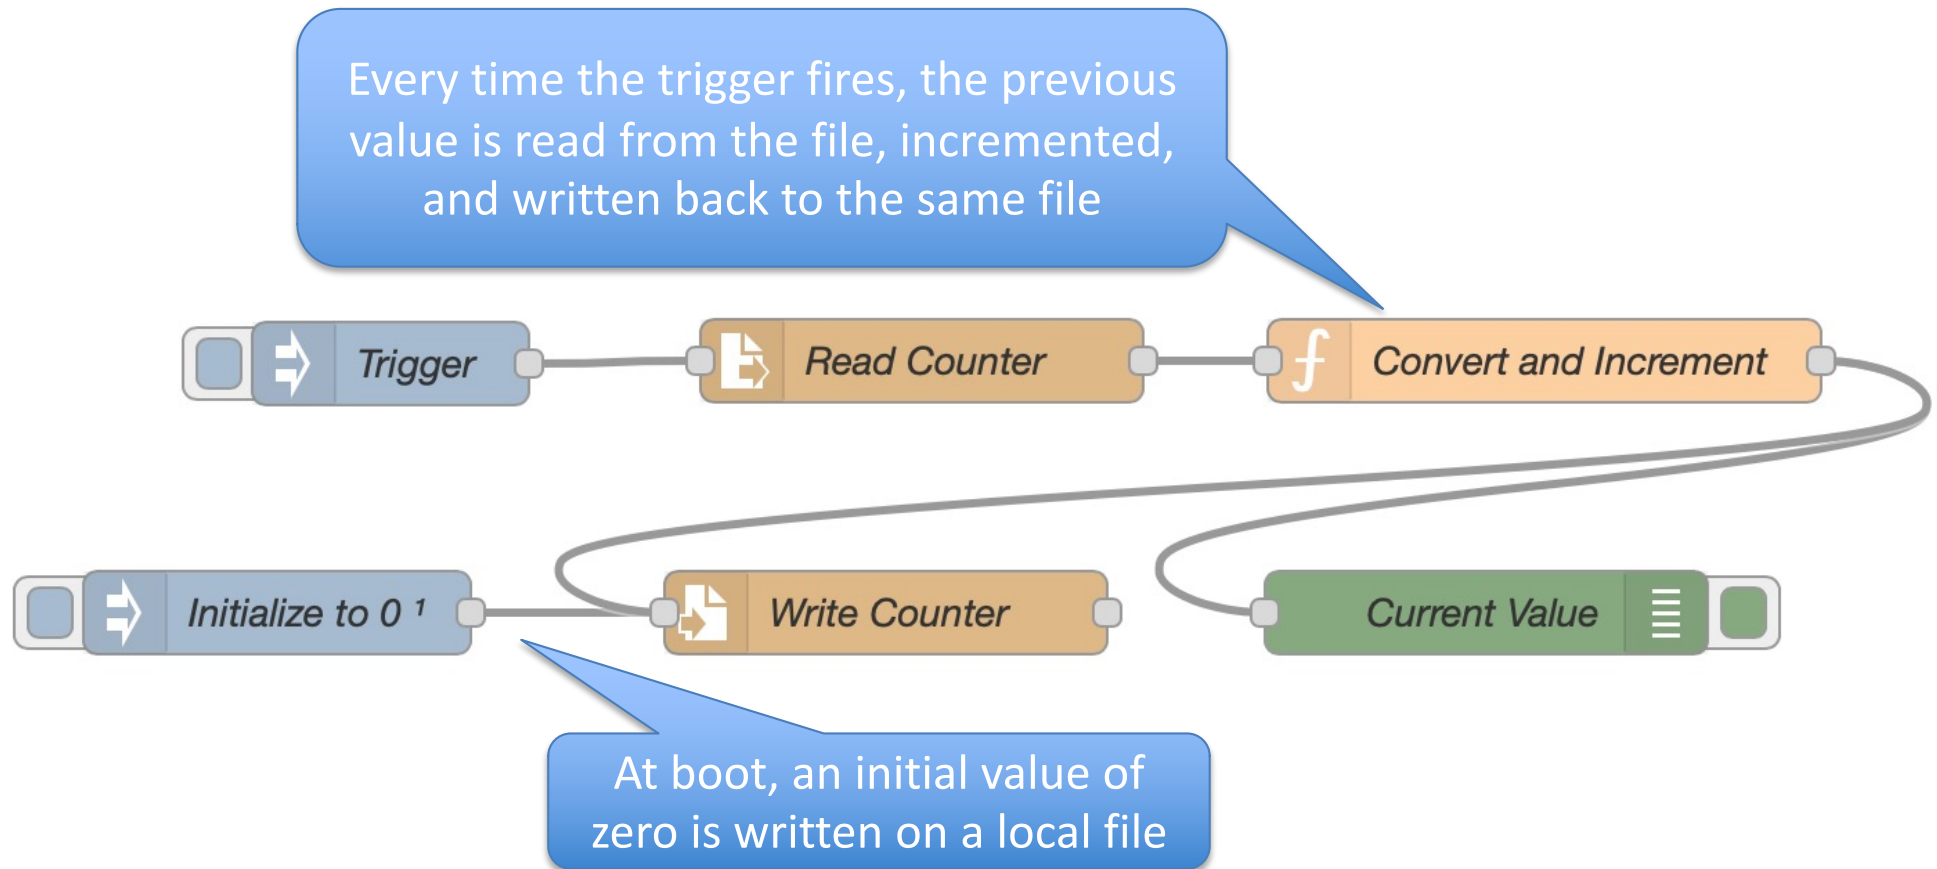 Every time the trigger fires, the previous
value is read from the file, incremented,
and written back to the same file
Trigger
Read Counter
Convert and Increment
Initialize to 0 ¹
Write Counter
Current Value
At boot, an initial value of
zero is written on a local file